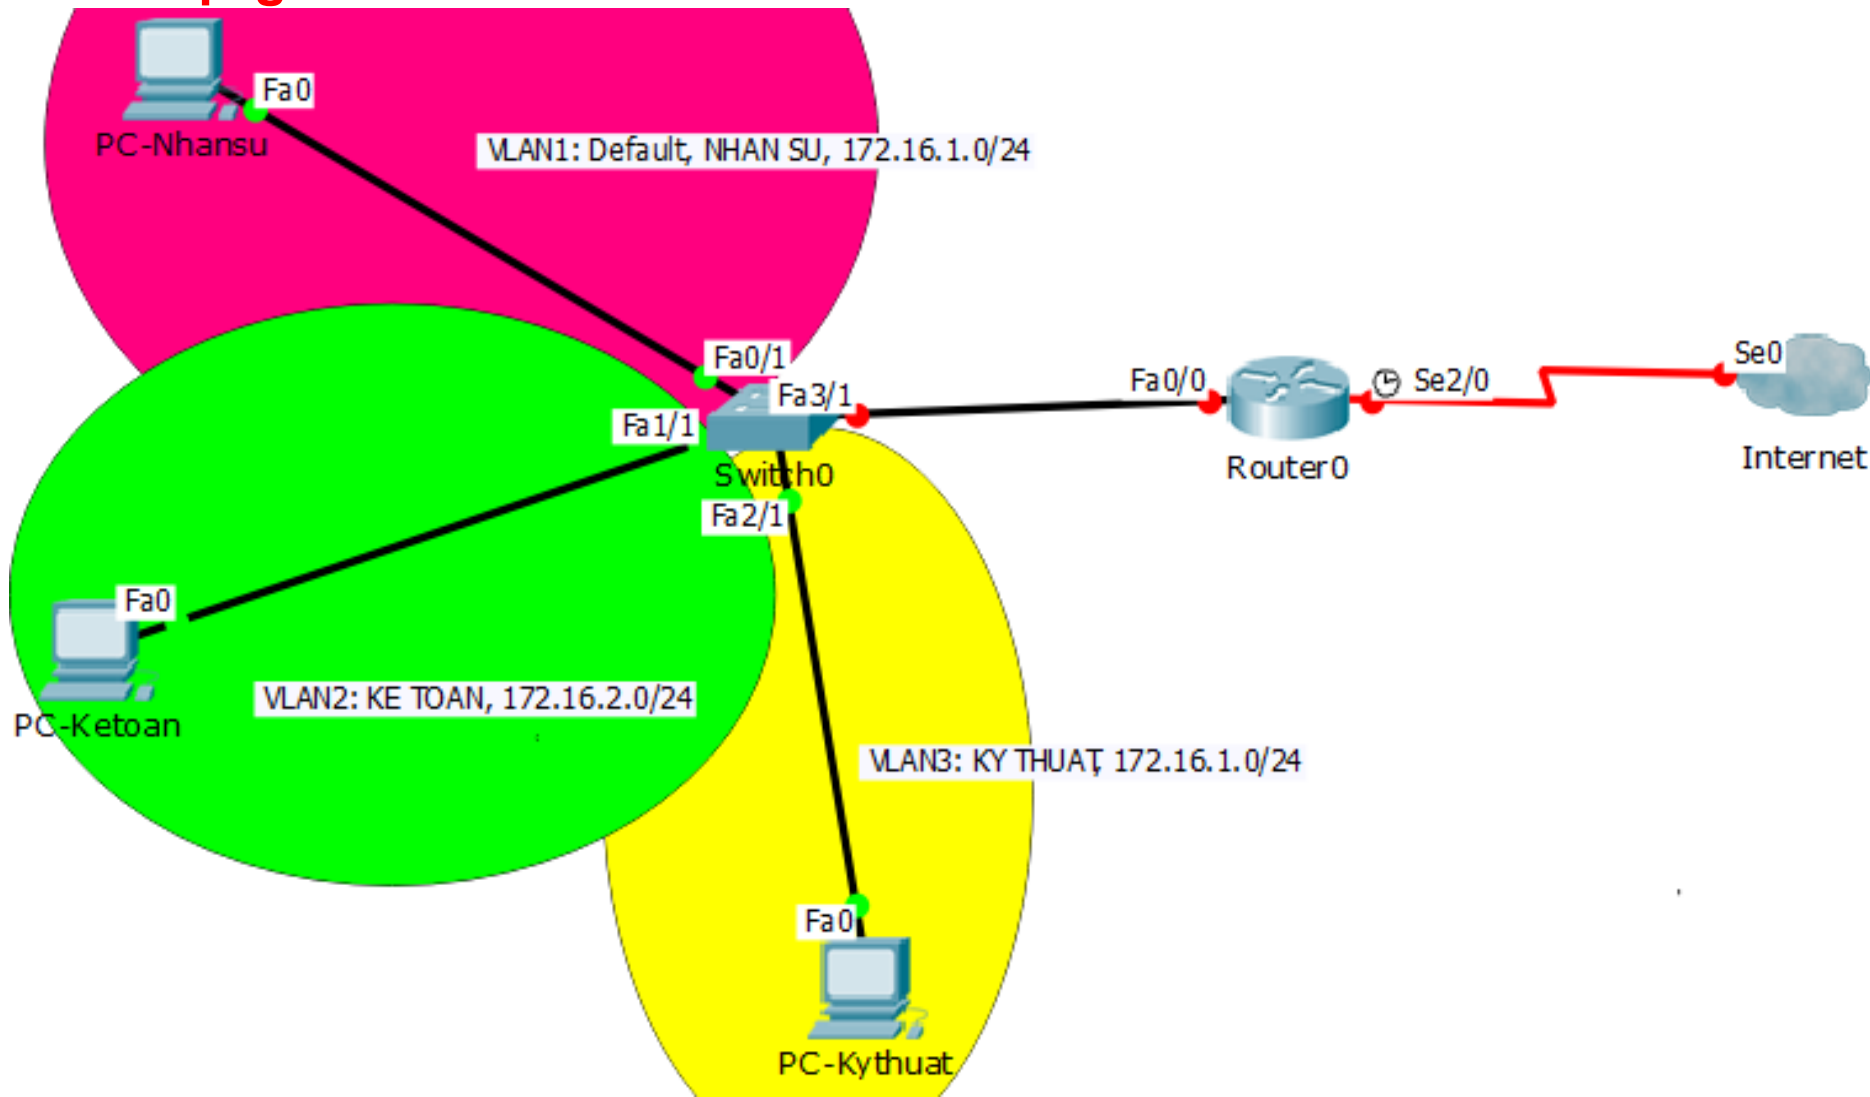 Fa0
PC-Nhansu
VLAN1: Default, NHAN SU, 172.16.1.0/24
Fa0/1
Fa3/1
Fa1/1
Switch0
Fa2/1
Fa0/0
Se2/0
Router0
Se0
Internet
Fa0
PC-Ketoan
VLAN2: KE TOAN, 172.16.2.0/24
VLAN3: KY THUAT, 172.16.1.0/24
Fa0
PC-Kythuat